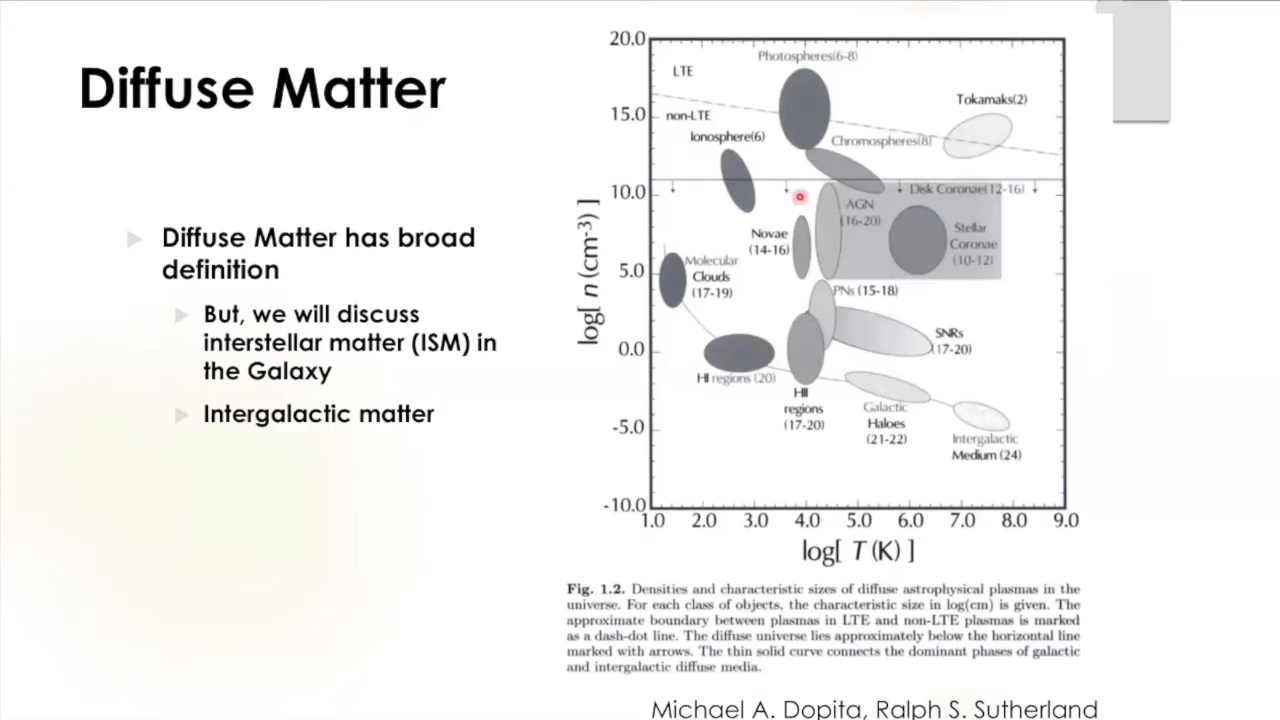 Diffuse Matter
Diffuse Matter has broad
definition
But, we will discuss
interstellar matter (ISM) in
the Galaxy
Intergalactic matter
1
20.0
15.0
10.0
5.0
0.0
-5.0
-10.0
log[ n (cm-3) ]
Photospheres(6-8)
LTE
Tokamaks(2)
non-LTE
Ionosphere(6)
Chromospheres(8)
Disk Coronae(12-16)
AGN
(16-20)
Novae
(14-16)
Stellar
Coronae
(10-12)
Molecular
Clouds
(17-19)
PNs (15-18)
SNRs
(17-20)
HI regions (20)
HII
regions
(17-20)
Galactic
Haloes
(21-22)
Intergalactic
Medium (24)
1.0 2.0 3.0 4.0 5.0 6.0 7.0 8.0 9.0
log[ T (K) ]
Fig. 1.2. Densities and characteristic sizes of diffuse astrophysical plasmas in the
universe. For each class of objects, the characteristic size in log(cm) is given. The
approximate boundary between plasmas in LTE and non-LTE plasmas is marked
as a dash-dot line. The diffuse universe lies approximately below the horizontal line
marked with arrows. The thin solid curve connects the dominant phases of galactic
and intergalactic diffuse media.
Michael A. Dopita, Ralph S. Sutherland